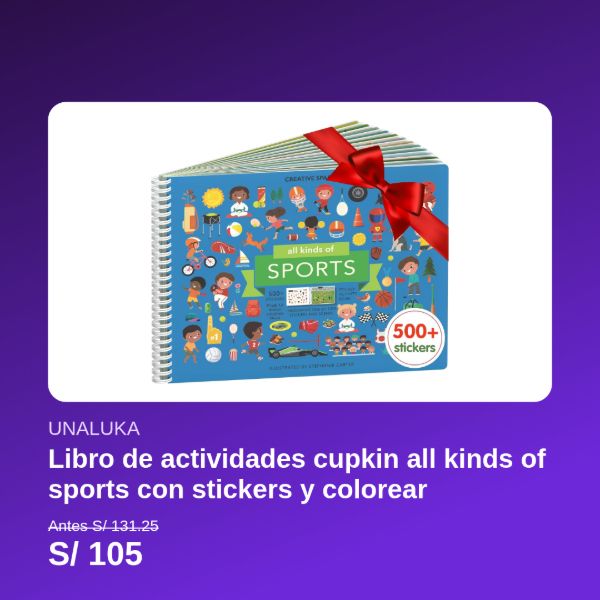 CREATIVE
all kinds of
SPORTS
500+
stickers
UNALUKA
Libro de actividades cupkin all kinds of
sports con stickers y colorear
Antes S/ 131.25
S/ 105